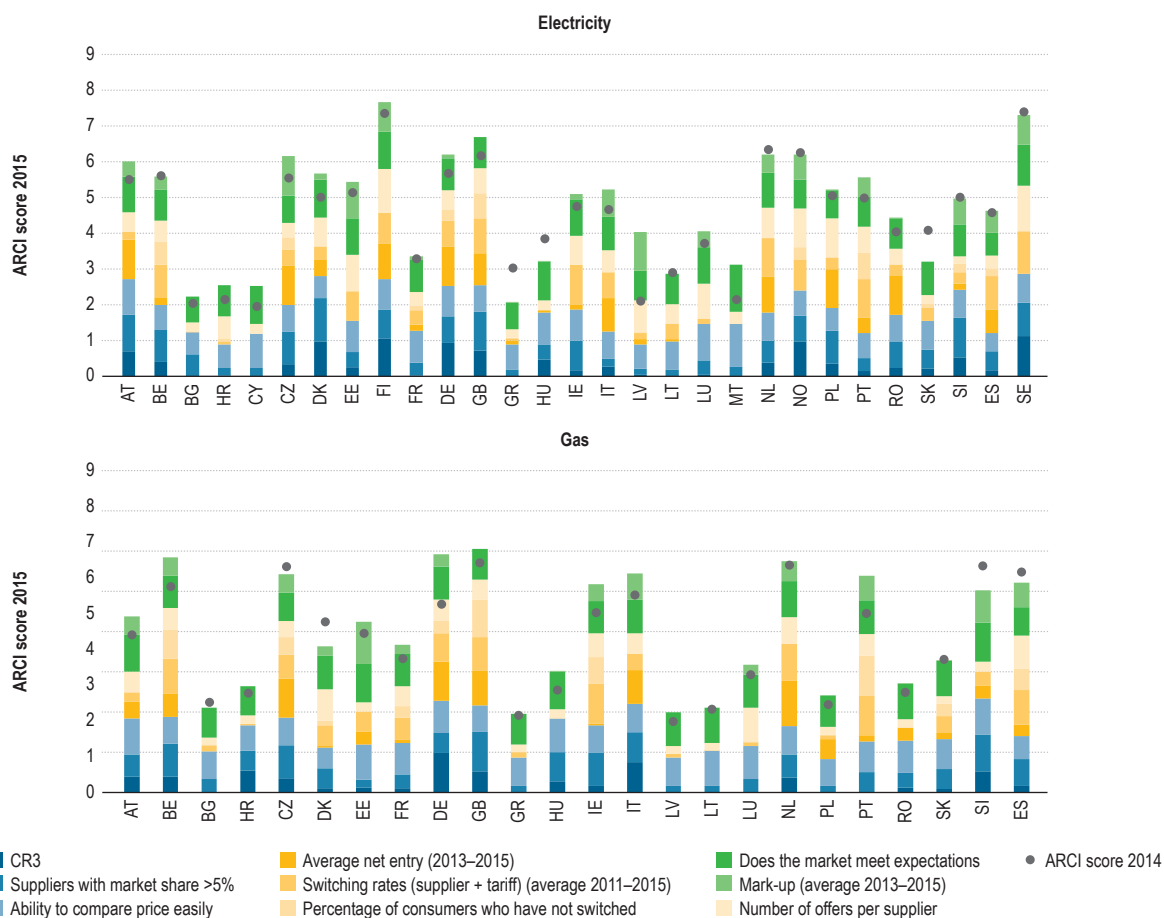 Electricity
ARCI score 2015
9
8
7
6
5
4
3
2
1
0
AT BE BG HR CY CZ DK EE FI FR DE GB GR HU IE IT LV LT LU MT NL NO PL PT RO SK SI ES SE
Gas
ARCI score 2015
9
8
7
6
5
4
3
2
1
0
AT BE BG HR CZ DK EE FR DE GB GR HU IE IT LV LT LU NL PL PT RO SK SI ES
CR3 Average net entry (2013–2015) Does the market meet expectations ARCI score 2014
Suppliers with market share >5% Switching rates (supplier + tariff) (average 2011–2015) Mark-up (average 2013–2015)
Ability to compare price easily Percentage of consumers who have not switched Number of offers per supplier